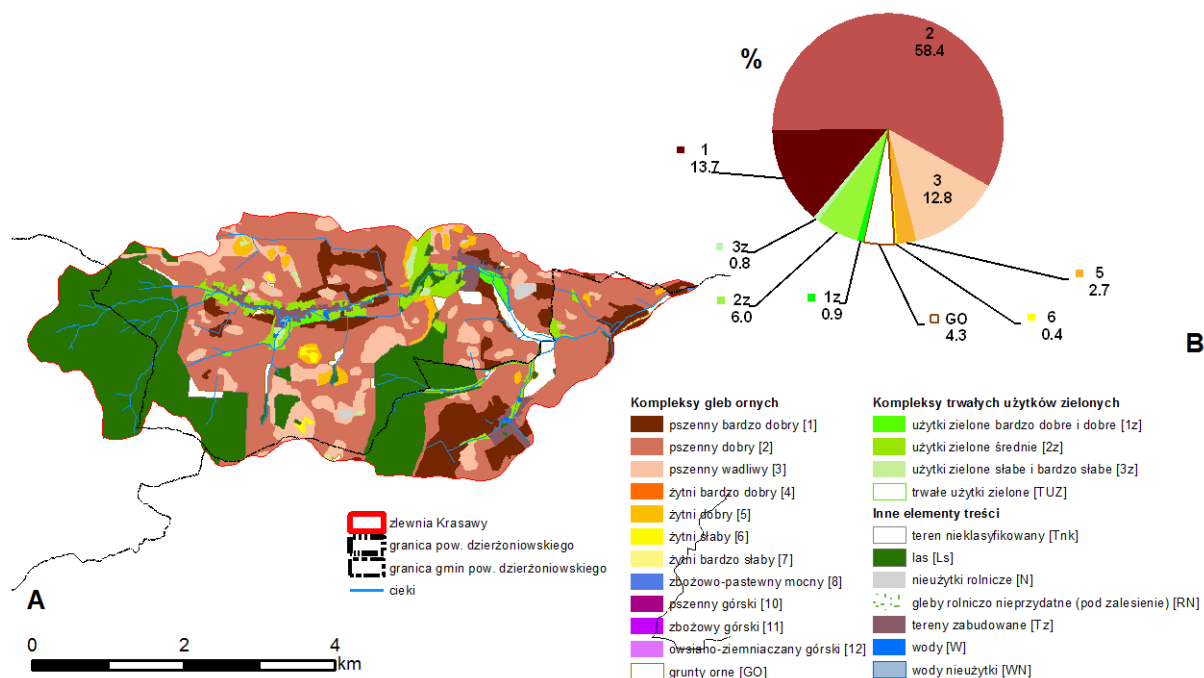 %
2
58.4
1
13.7
3
12.8
3z
0.8
2z
6.0
1z
0.9
GO
4.3
6
0.4
5
2.7
B
A
zlewnia Krasawy
granica pow. dzierżoniowskiego
granica gmin pow. dzierżoniowskiego
cieki
0 2 4
km
Kompleksy gleb ornych
pszenny bardzo dobry [1]
pszenny dobry [2]
pszenny wadliwy [3]
żytni bardzo dobry [4]
żytni dobry [5]
żytni słaby [6]
żytni bardzo słaby [7]
zbożowo-pastewny mocny [8]
pszenny górski [10]
zbożowy górski [11]
owsiano-ziemniaczany górski [12]
grunty orne [GO]
Kompleksy trwałych użytków zielonych
użytki zielone bardzo dobre i dobre [1z]
użytki zielone średnie [2z]
użytki zielone słabe i bardzo słabe [3z]
trwałe użytki zielone [TUZ]
Inne elementy treści
teren nieklasyfikowany [Tnk]
las [Ls]
nieużytki rolnicze [N]
gleby rolniczo nieprzydatne (pod zalesienie) [RN]
tereny zabudowane [Tz]
wody [W]
wody nieużytki [WN]